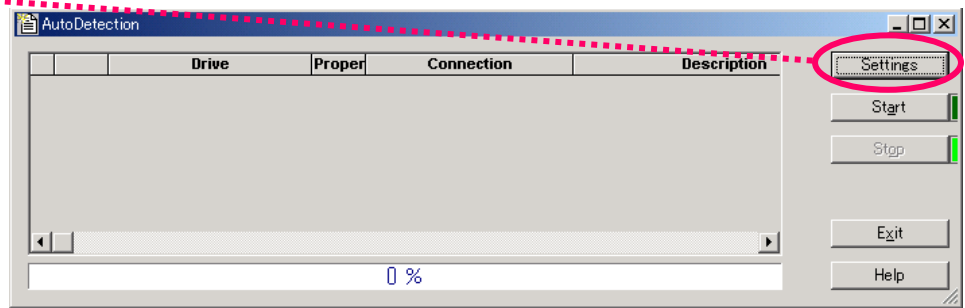 AutoDetection
Drive Proper Connection Description
Settings
Start
Stop
Exit
0 %
Help